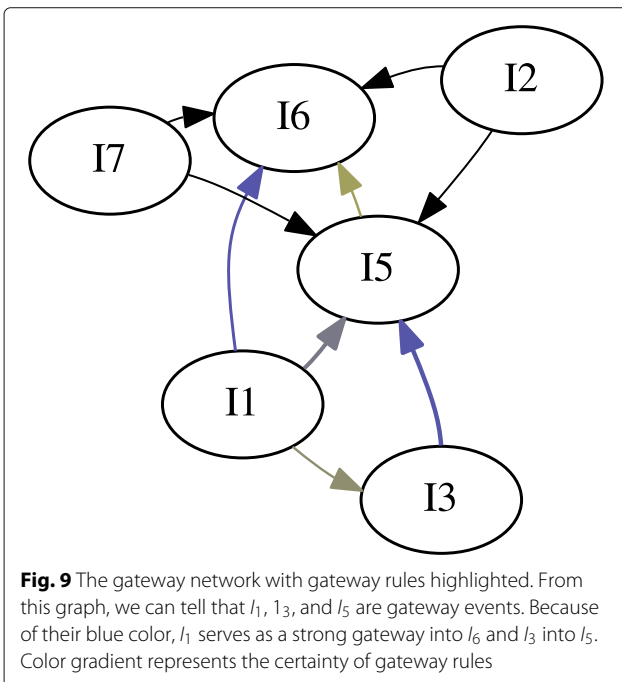 I2
I6
I7
I5
I1
I3
Fig. 9 The gateway network with gateway rules highlighted. From
this graph, we can tell that I1, 13, and I5 are gateway events. Because
of their blue color, I1 serves as a strong gateway into I6 and I3 into I5.
Color gradient represents the certainty of gateway rules